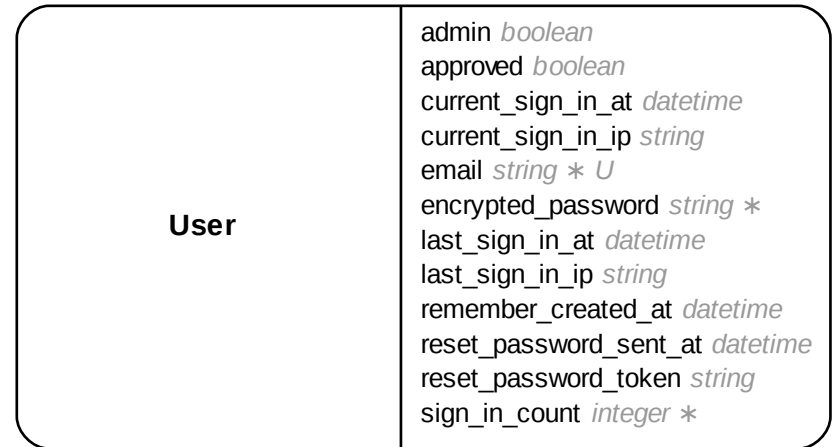 User
admin boolean
approved boolean
current_sign_in_at datetime
current_sign_in_ip string
email string ∗ U
encrypted_password string ∗
last_sign_in_at datetime
last_sign_in_ip string
remember_created_at datetime
reset_password_sent_at datetime
reset_password_token string
sign_in_count integer ∗